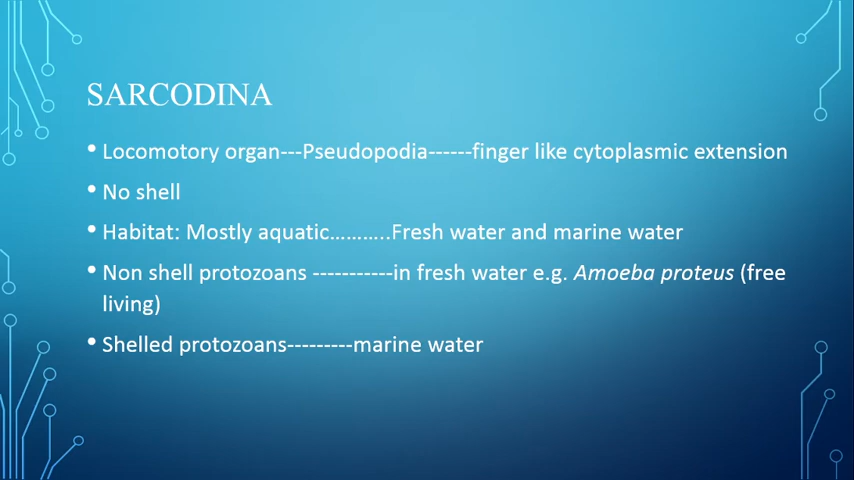 SARCODINA
• Locomotory organ---Pseudopodia------finger like cytoplasmic extension
• No shell
• Habitat: Mostly aquatic………..Fresh water and marine water
• Non shell protozoans -----------in fresh water e.g. Amoeba proteus (free
living)
• Shelled protozoans---------marine water